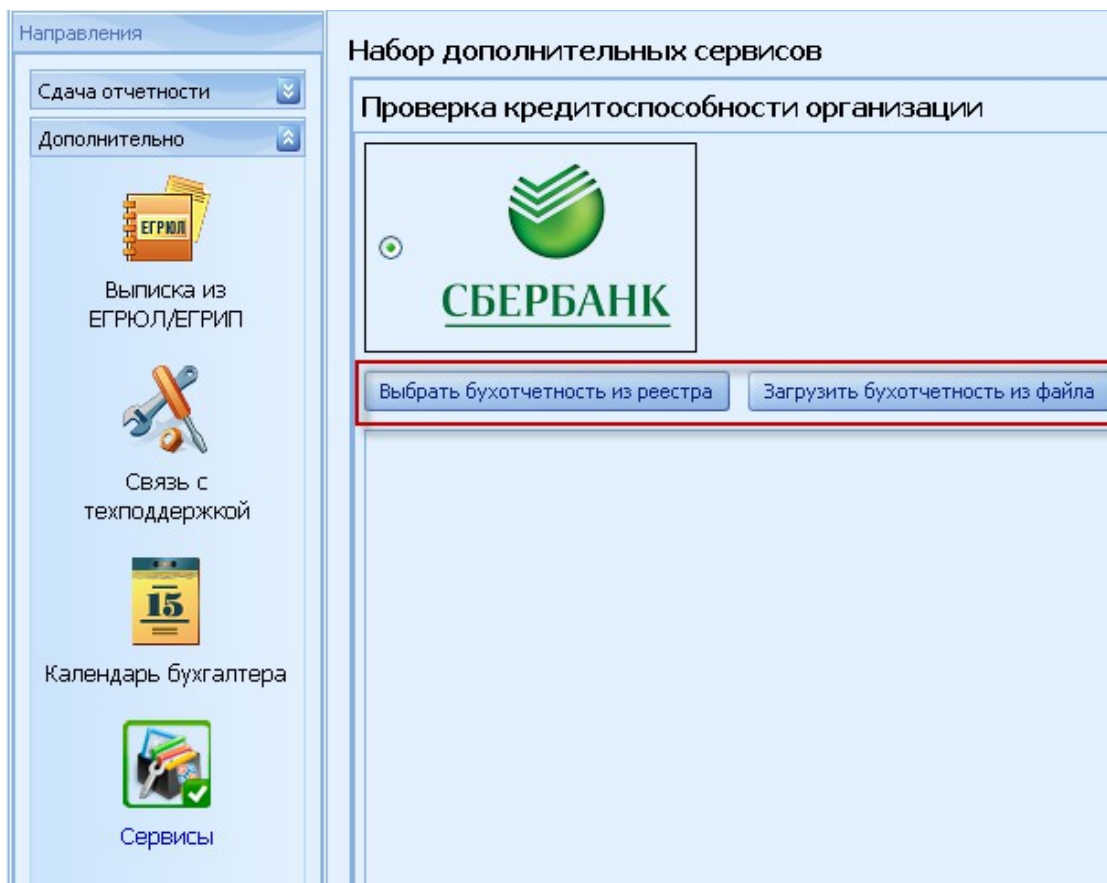 Направления
Сдача отчетности
Дополнительно
ЕГРЮЛ
Выписка из
ЕГРЮЛ/ЕГРИП
Связь с
техподдержкой
15
Календарь бухгалтера
Сервисы
Набор дополнительных сервисов
Проверка кредитоспособности организации
СБЕРБАНК
Выбрать бухотчетность из реестра
Загрузить бухотчетность из файла